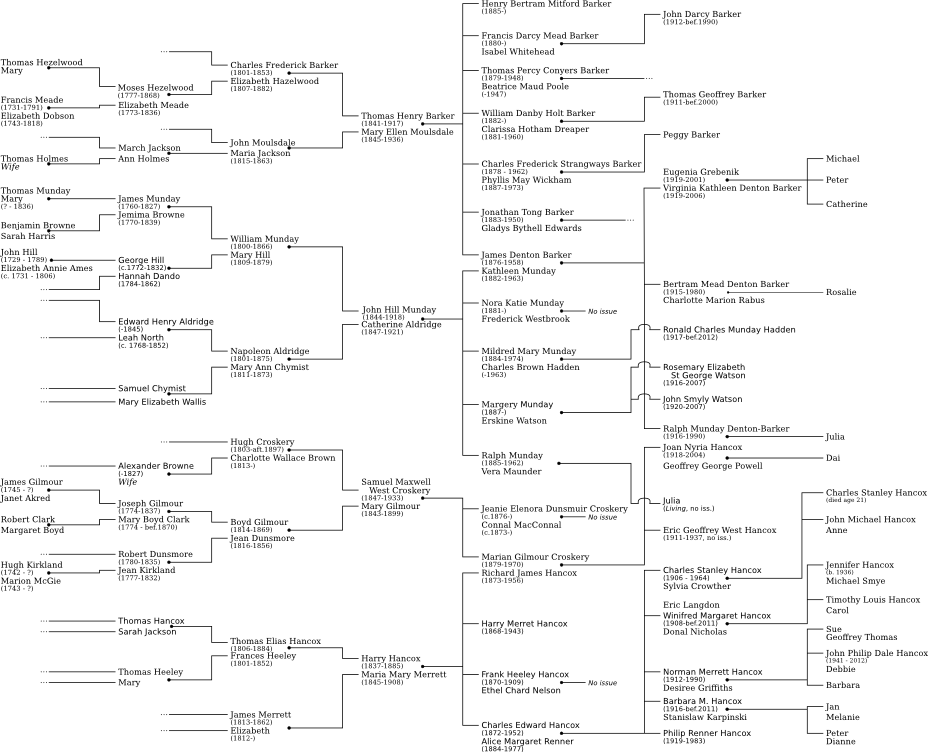 Thomas Hezelwood
Mary
Francis Meade
(1731-1791)
Elizabeth Dobson
(1743-1818)
Thomas Holmes
Wife
Thomas Munday
Mary
(? - 1836)
Benjamin Browne
Sarah Harris
John Hill
(1729 - 1789)
Elizabeth Annie Ames
(c. 1731 - 1806)
James Gilmour
(1745 - ?)
Janet Akred
Robert Clark
Margaret Boyd
Hugh Kirkland
(1742 - ?)
Marion McGie
(1743 - ?)
...
Moses Hezelwood
(1777-1868)
Elizabeth Meade
(1773-1836)
...
March Jackson
Ann Holmes
James Munday
(1760-1827)
Jemima Browne
(1770-1839)
George Hill
(c.1772-1832)
Hannah Dando
(1784-1862)
...
...
Edward Henry Aldridge
(-1845)
Leah North
(c. 1768-1852)
...
...
Samuel Chymist
...
Mary Elizabeth Wallis
...
...
Alexander Browne
(-1827)
Wife
Joseph Gilmour
(1774-1837)
Mary Boyd Clark
(1774 - bef.1870)
...
Robert Dunsmore
(1780-1835)
Jean Kirkland
(1777-1832)
...
Thomas Hancox
...
Sarah Jackson
...
Thomas Heeley
...
Mary
...
...
Charles Frederick Barker
(1801-1853)
Elizabeth Hazelwood
(1807-1882)
John Moulsdale
Maria Jackson
(1815-1863)
William Munday
(1800-1866)
Mary Hill
(1809-1879)
Napoleon Aldridge
(1801-1875)
Mary Ann Chymist
(1811-1873)
Hugh Croskery
(1803-aft.1897)
Charlotte Wallace Brown
(1813-)
Boyd Gilmour
(1814-1869)
Jean Dunsmore
(1816-1856)
Thomas Elias Hancox
(1806-1884)
Frances Heeley
(1801-1852)
James Merrett
(1813-1862)
Elizabeth
(1812-)
Thomas Henry Barker
(1841-1917)
Mary Ellen Moulsdale
(1845-1936)
John Hill Munday
(1844-1918)
Catherine Aldridge
(1847-1921)
Samuel Maxwell
West Croskery
(1847-1933)
Mary Gilmour
(1843-1899)
Harry Hancox
(1837-1885)
Maria Mary Merrett
(1845-1908)
Henry Bertram Mitford Barker
(1885-)
Francis Darcy Mead Barker
(1880-)
Isabel Whitehead
Thomas Percy Conyers Barker
(1879-1948)
...
Beatrice Maud Poole
(-1947)
William Danby Holt Barker
(1882-)
Clarissa Hotham Dreaper
(1881-1960)
Charles Frederick Strangways Barker
(1878 - 1962)
Phyllis May Wickham
(1887-1973)
Jonathan Tong Barker
(1883-1950)
...
Gladys Bythell Edwards
James Denton Barker
(1876-1958)
Kathleen Munday
(1882-1963)
Nora Katie Munday
(1881-)
No issue
Frederick Westbrook
Mildred Mary Munday
(1884-1974)
Charles Brown Hadden
(-1963)
Margery Munday
(1887-)
Erskine Watson
Ralph Munday
(1885-1962)
Vera Maunder
Jeanie Elenora Dunsmuir Croskery
(c.1876-)
No issue
Connal MacConnal
(c.1873-)
Marian Gilmour Croskery
(1879-1970)
Richard James Hancox
(1873-1956)
Harry Merret Hancox
(1868-1943)
Frank Heeley Hancox
(1870-1909)
No issue
Ethel Chard Nelson
Charles Edward Hancox
(1872-1952)
Alice Margaret Renner
(1884-1977)
John Darcy Barker
(1912-bef.1990)
Thomas Geoffrey Barker
(1911-bef.2000)
Peggy Barker
Eugenia Grebenik
(1919-2001)
Virginia Kathleen Denton Barker
(1919-2006)
Bertram Mead Denton Barker
(1915-1980)
Charlotte Marion Rabus
Ronald Charles Munday Hadden
(1917-bef.2012)
Rosemary Elizabeth
St George Watson
(1916-2007)
John Smyly Watson
(1920-2007)
Ralph Munday Denton-Barker
(1916-1990)
Joan Nyria Hancox
(1918-2004)
Geoffrey George Powell
Julia
(Living, no iss.)
Eric Geoffrey West Hancox
(1911-1937, no iss.)
Charles Stanley Hancox
(1906 - 1964)
Sylvia Crowther
Eric Langdon
Winifred Margaret Hancox
(1908-bef.2011)
Donal Nicholas
Norman Merrett Hancox
(1912-1990)
Desiree Griffiths
Barbara M. Hancox
(1916-bef.2011)
Stanislaw Karpinski
Philip Renner Hancox
(1919-1983)
Michael
Peter
Catherine
Rosalie
Julia
Dai
Charles Stanley Hancox
(died age 21)
John Michael Hancox
Anne
Jennifer Hancox
(b. 1936)
Michael Smye
Timothy Louis Hancox
Carol
Sue
Geoffrey Thomas
John Philip Dale Hancox
(1941 - 2012)
Debbie
Barbara
Jan
Melanie
Peter
Dianne